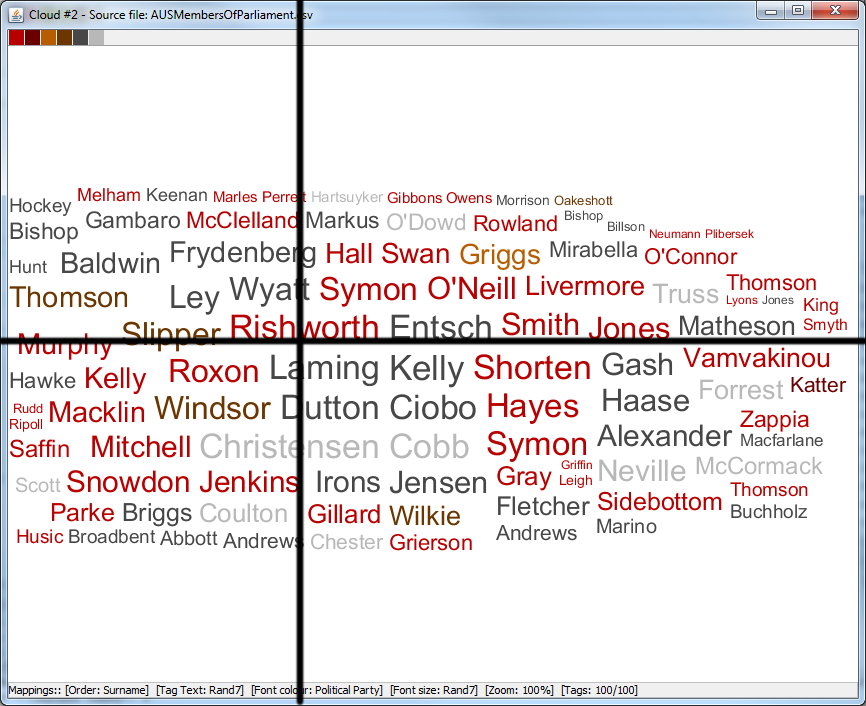 Cloud #2 - Source file: AUSMembersOfParliament.csv
Hockey Melham Keenan Marles Perrett Hartsuyker Gibbons Owens Morrison Oakeshott
Bishop Gambaro McClelland Markus O'Dowd Rowland Bishop Billson Neumann Plibersek
Hunt Baldwin Frydenberg Hall Swan Griggs Mirabella O'Connor
Thomson Ley Wyatt Symon O'Neill Livermore Truss Thomson
Lyons Jones King
Murphy Slipper Rishworth Entsch Smith Jones Matheson Smyth
Hawke Kelly Roxon Laming Kelly Shorten Gash Vamvakinou
Rudd Macklin Windsor Dutton Ciobo Hayes Haase Forrest Katter
Ripoll
Saffin Mitchell Christensen Cobb Symon Alexander Zappia
Macfarlane
Scott Snowdon Jenkins Irons Jensen Gray Griffin Neville McCormack
Leigh
Parke Briggs Coulton Gillard Wilkie Fletcher Sidebottom Thomson
Buchholz
Husic Broadbent Abbott Andrews Chester Grierson Andrews Marino
Mappings:: [Order: Surname] [Tag Text: Rand7] [Font colour: Political Party] [Font size: Rand7] [Zoom: 100%] [Tags: 100/100]